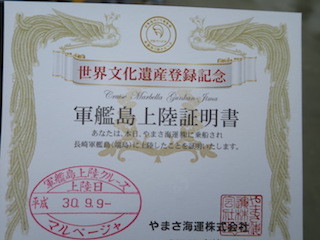 世界文化遺産登録記念
Cruise Marbella Gunkan Jima
軍艦島上陸証明書
あなたは、本日、やまさ海運㈱に乗船され
長崎軍艦島(端島)に上陸したことを証明いたします。
軍艦島上陸クルーズ
上陸日
平成 30.9.9-
マルベージャ
やまさ海運株式会社